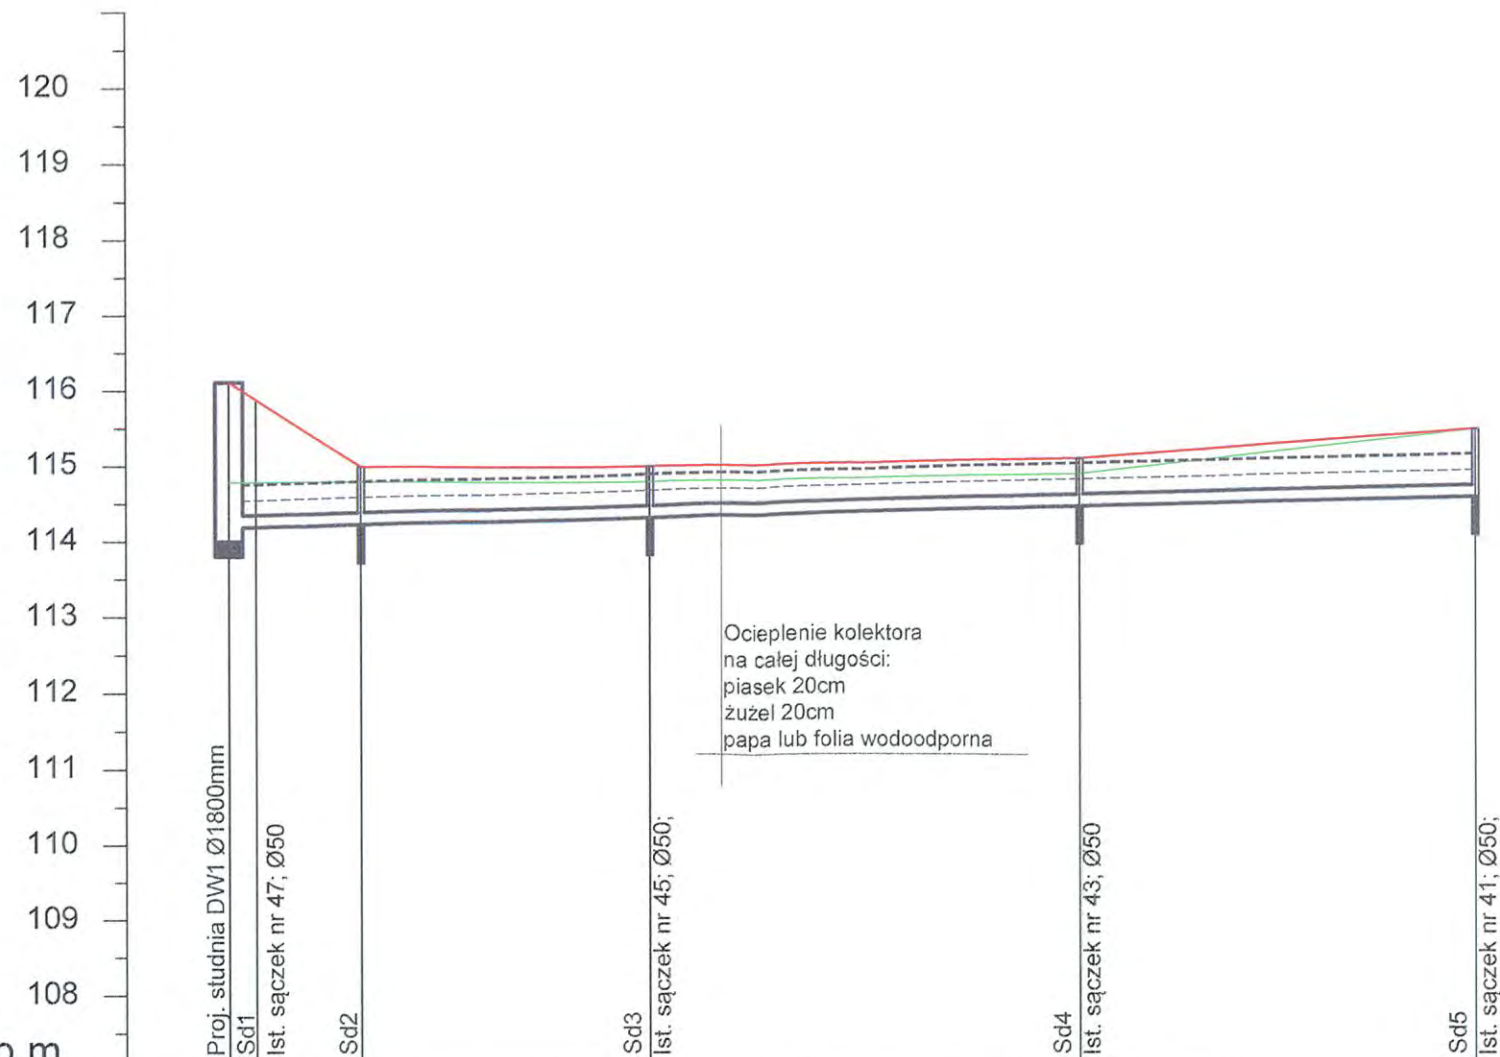 120
119
118
117
116
115
114
113
112
111
110
109
108
Ocieplenie kolektora
na całej długości:
piasek 20cm
żużel 20cm
papa lub folia wodoodporna
Proj. studnia DW1 Ø1800mm
Sd1
Ist. sączek nr 47; Ø50
Sd2
Sd3
Ist. sączek nr 45; Ø50;
Sd4
Ist. sączek nr 43; Ø50
Sd5
Ist. sączek nr 41; Ø50;